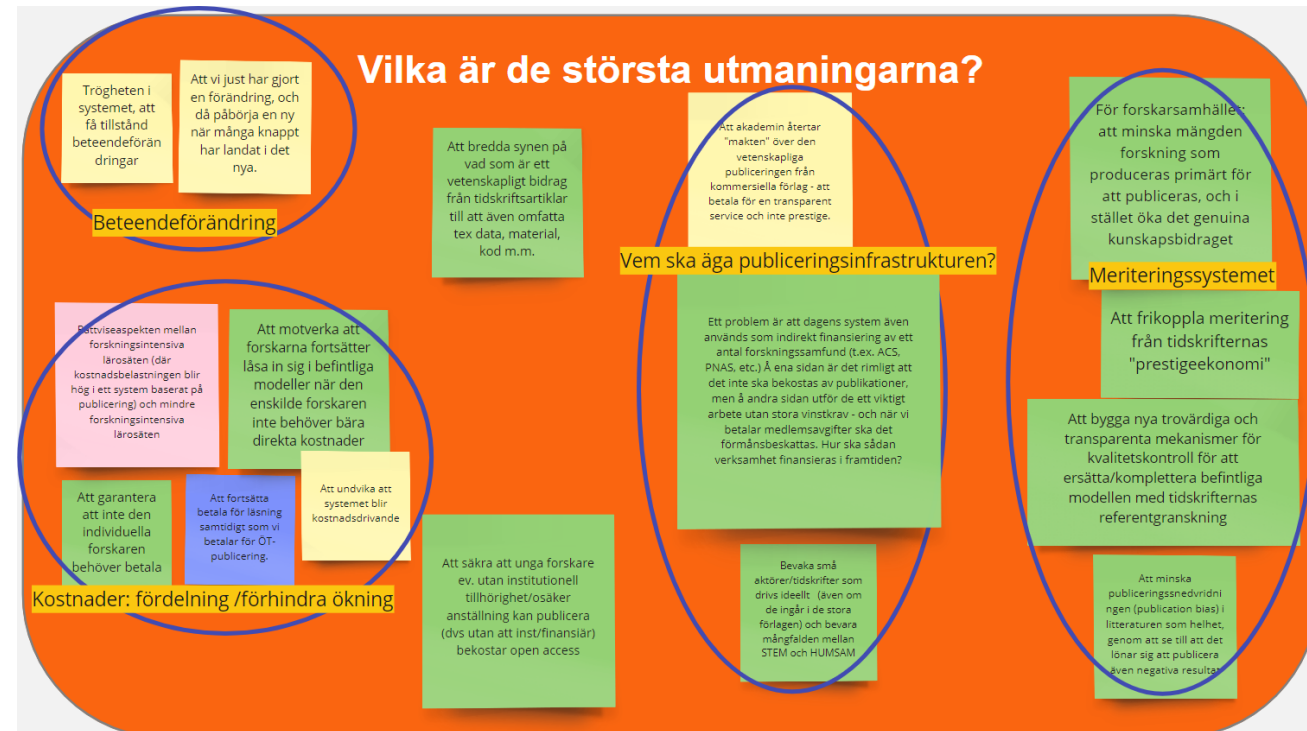 Vilka är de största utmaningarna?
Trögheten i
systemet, att
få tillstånd
beteendeförän
dringar
Att vi just har gjort
en förändring, och
då påbörja en ny
när många knappt
har landat i det
nya.
Beteendeförändring
Att bredda synen på
vad som är ett
vetenskapligt bidrag
från tidskriftsartiklar
till att även omfatta
tex data, material,
kod m.m.
Att akademin återtar
"makten" över den
vetenskapliga
publiceringen från
kommersiella förlag - att
betala för en transparent
service och inte prestige.
Vem ska äga publiceringsinfrastrukturen?
Ett problem är att dagens system även
används som indirekt finansiering av ett
antal forskningssamfund (t.ex. ACS,
PNAS, etc.) Å ena sidan är det rimligt att
det inte ska bekostas av publikationer,
men å andra sidan utför de ett viktigt
arbete utan stora vinstkrav - och när vi
betalar medlemsavgifter ska det
förmånsbeskattas. Hur ska sådan
verksamhet finansieras i framtiden?
Bevaka små
aktörer/tidskrifter som
drivs ideellt (även om
de ingår i de stora
förlagen) och bevara
mångfalden mellan
STEM och HUMSAM
För forskarsamhället:
att minska mängden
forskning som
produceras primärt för
att publiceras, och i
stället öka det genuina
kunskapsbidraget
Meriteringssystemet
Att frikoppla meritering
från tidskrifternas
"prestigeekonomi"
Att bygga nya trovärdiga och
transparenta mekanismer för
kvalitetskontroll för att
ersätta/komplettera befintliga
modellen med tidskrifternas
referentgranskning
Att minska
publiceringssnedvridni
ngen (publication bias) i
litteraturen som helhet,
genom att se till att det
lönar sig att publicera
även negativa resultat
Rättviseaspekten mellan
forskningsintensiva
lärosäten (där
kostnadsbelastningen blir
hög i ett system baserat på
publicering) och mindre
forskningsintensiva
lärosäten
Att motverka att
forskarna fortsätter
låsa in sig i befintliga
modeller när den
enskilde forskaren
inte behöver bära
direkta kostnader
Att garantera
att inte den
individuella
forskaren
behöver betala
Att fortsätta
betala för läsning
samtidigt som vi
betalar för ÖT-
publicering.
Att undvika att
systemet blir
kostnadsdrivande
Kostnader: fördelning /förhindra ökning
Att säkra att unga forskare
ev. utan institutionell
tillhörighet/osäker
anställning kan publicera
(dvs utan att inst/finansiär)
bekostar open access